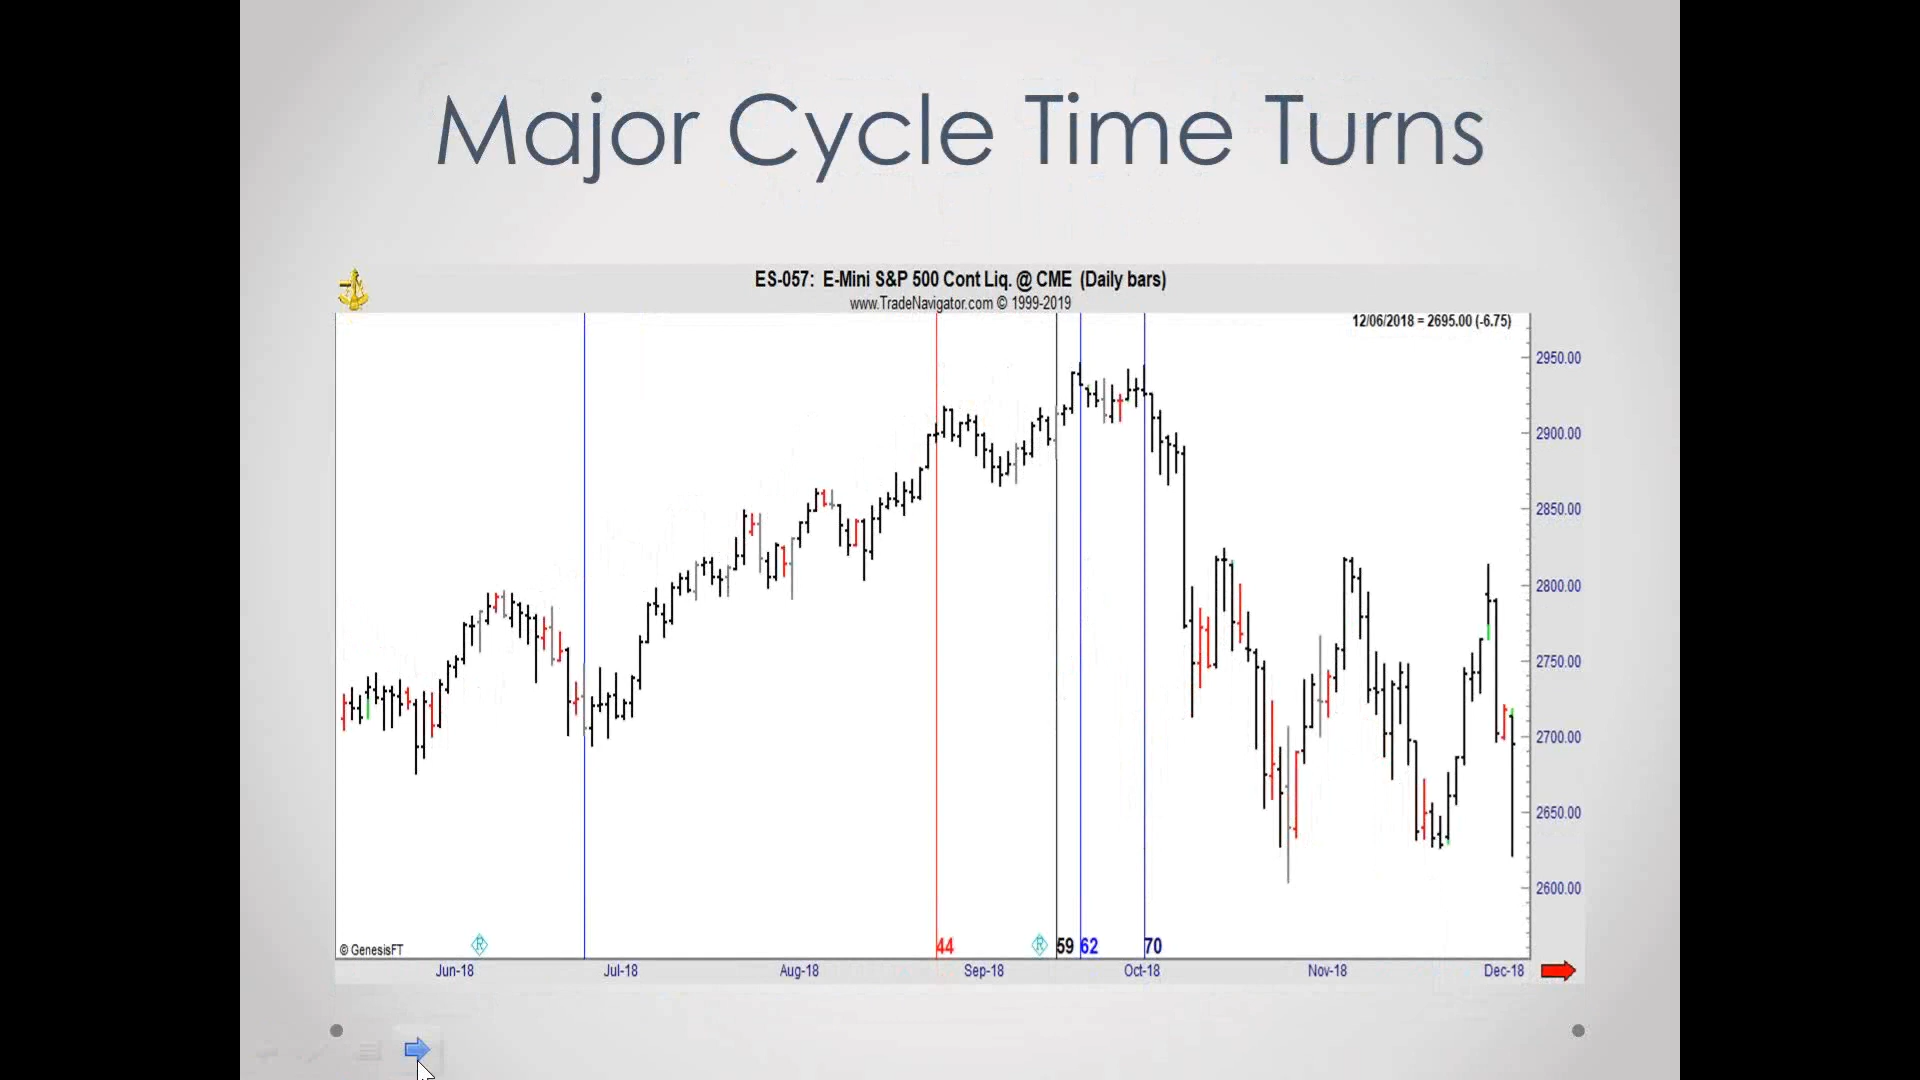 Major Cycle Time Turns
ES-057: E-Mini S&P 500 Cont Liq. @ CME (Daily bars)
www.TradeNavigator.com © 1999-2019
12/06/2018 = 2695.00 (-6.75)
2950.00
2900.00
2850.00
2800.00
2750.00
2700.00
2650.00
2600.00
© GenesisFT
R
44
R
59
62
70
Jun-18
Jul-18
Aug-18
Sep-18
Oct-18
Nov-18
Dec-18